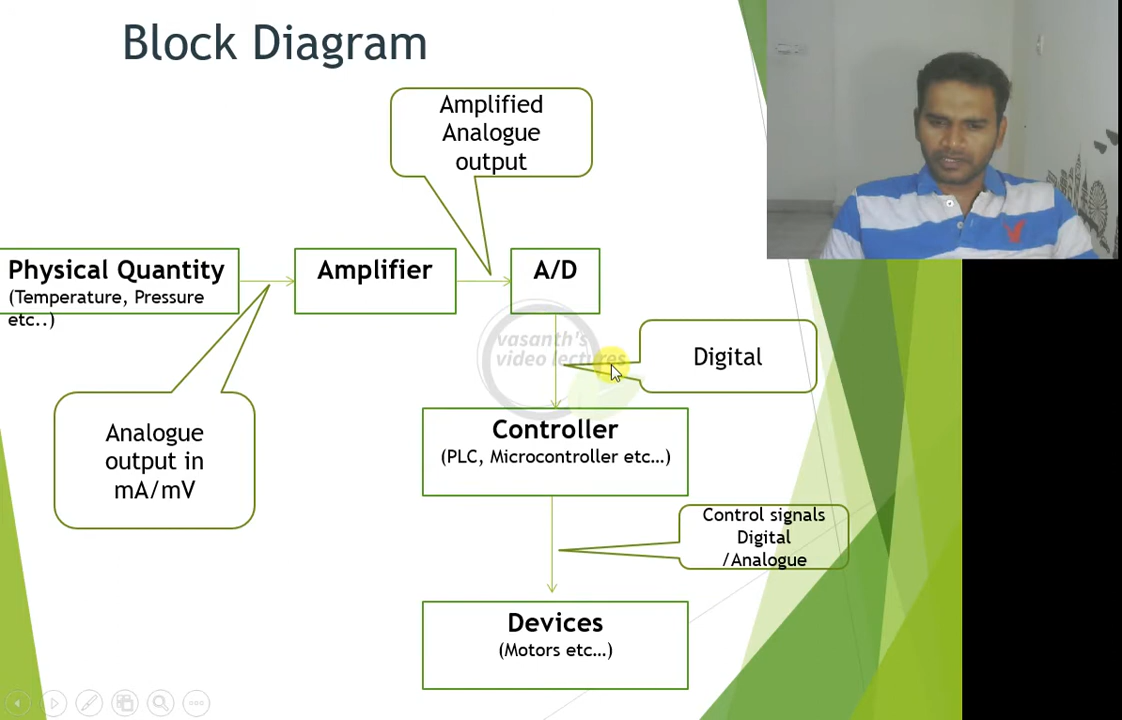 Block Diagram
Amplified
Analogue
output
Physical Quantity
(Temperature, Pressure
etc..)
Amplifier
A/D
vasanth's
video lectures
Digital
Analogue
output in
mA/mV
Controller
(PLC, Microcontroller etc...)
Control signals
Digital
/Analogue
Devices
(Motors etc...)